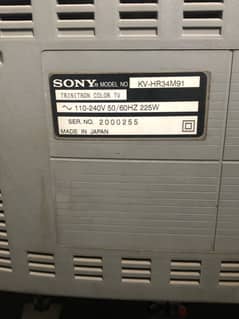 SONY® MODEL NO. KV-HR34M91
TRINITRON COLOR TV
~ 110-240V 50/60HZ 225W
SER. NO. 2000255
MADE IN JAPAN